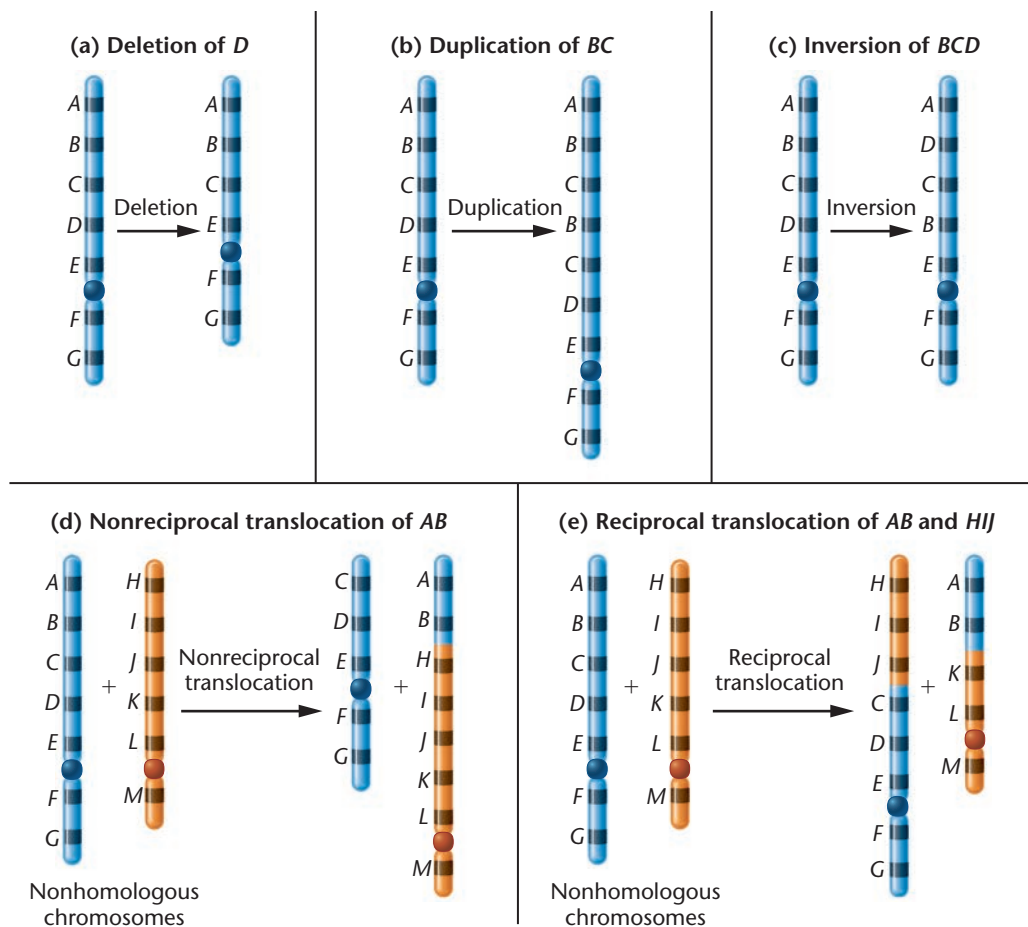 (a) Deletion of D
A
B
C
D
E
F
G
Deletion
A
B
C
E
F
G
(b) Duplication of BC
A
B
C
D
E
F
G
Duplication
A
B
C
B
C
D
E
F
G
(c) Inversion of BCD
A
B
C
D
E
F
G
Inversion
A
D
C
B
E
F
G
(d) Nonreciprocal translocation of AB
A
B
C
D
E
F
G
+
H
I
J
K
L
M
Nonhomologous
chromosomes
Nonreciprocal
translocation
C
D
E
F
G
+
A
B
H
I
J
K
L
M
(e) Reciprocal translocation of AB and HIJ
A
B
C
D
E
F
G
+
H
I
J
K
L
M
Nonhomologous
chromosomes
Reciprocal
translocation
H
I
J
C
D
E
F
G
+
A
B
K
L
M